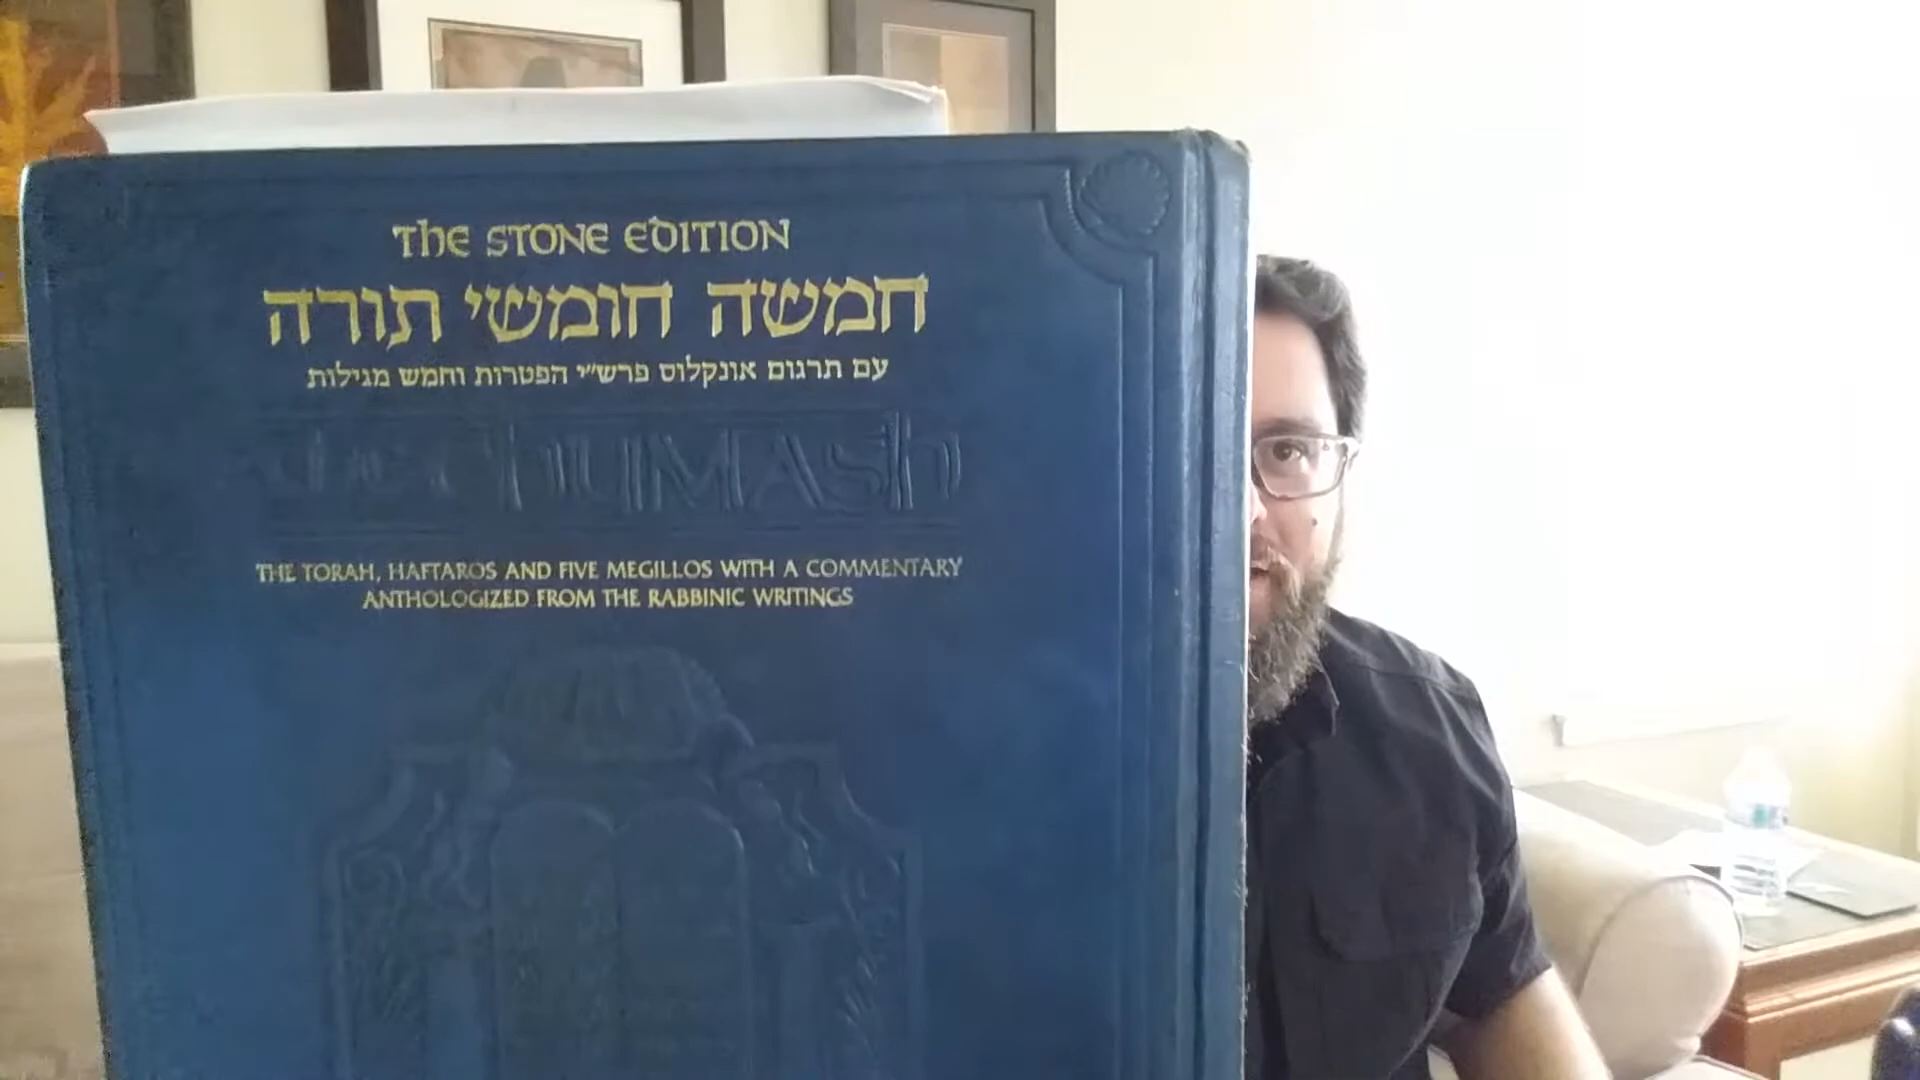 The STONE EDITION
חמשה חומשי תורה
עם תרגום אונקלוס פרש״י הפטרות וחמש מגילות
the Chumash
THE TORAH, HAFTAROS AND FIVE MEGILLOS WITH A COMMENTARY
ANTHOLOGIZED FROM THE RABBINIC WRITINGS